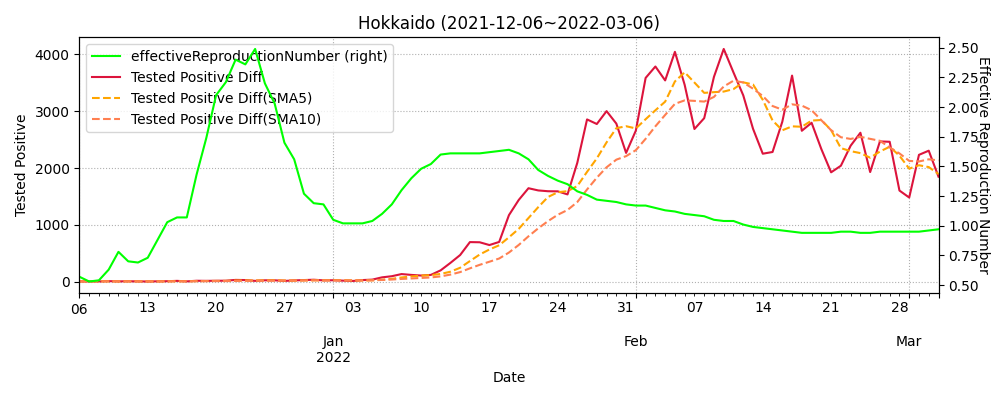 Hokkaido (2021-12-06~2022-03-06)
effectiveReproductionNumber (right)
Tested Positive Diff
Tested Positive Diff(SMA5)
Tested Positive Diff(SMA10)
Tested Positive
4000
3000
2000
1000
0
2.50
2.25
2.00
1.75
1.50
1.25
1.00
0.75
0.50
Effective Reproduction Number
06 13 20 27 03 10 17 24 31 07 14 21 28
Jan Feb Mar
2022
Date